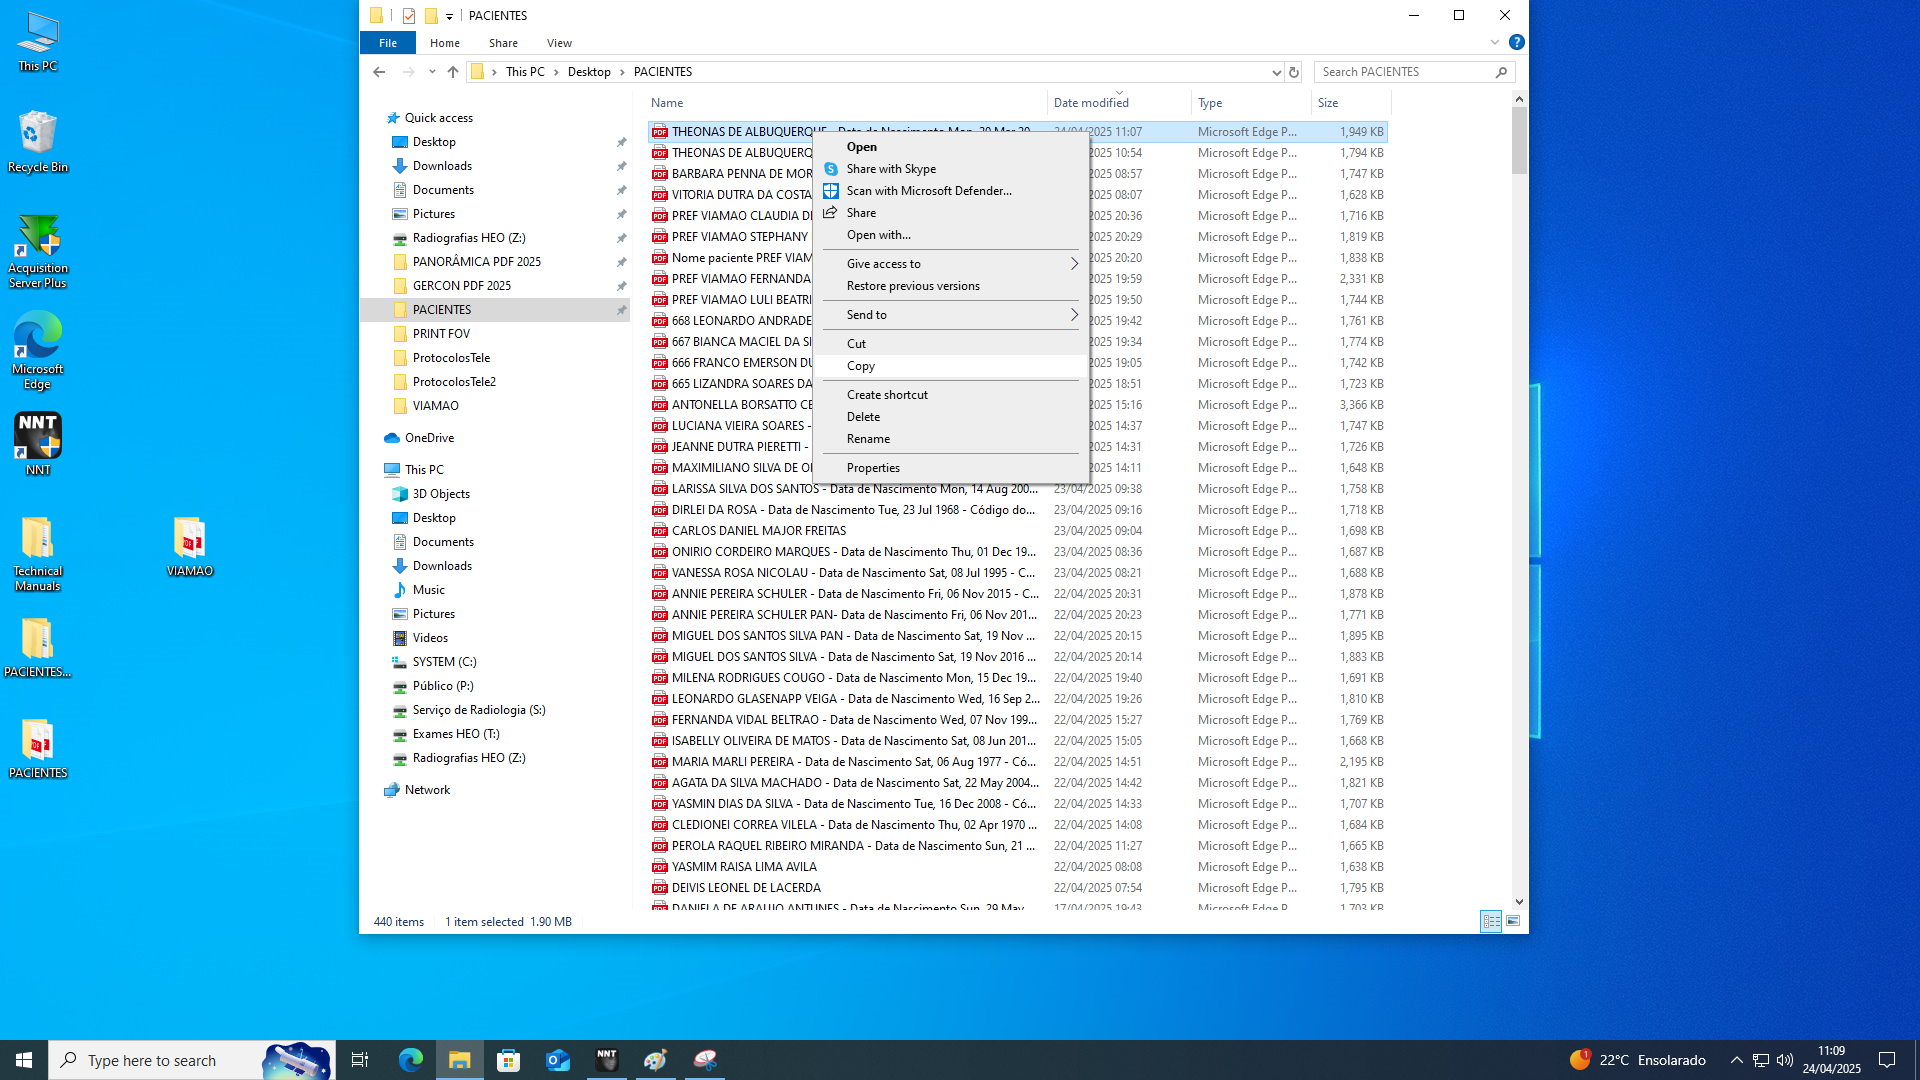 This PC
Recycle Bin
Acquisition
Server Plus
Microsoft
Edge
NNT
NNT
Technical
Manuals
VIAMAO
PACIENTES...
PACIENTES
PACIENTES
File
Home
Share
View
This PC
Desktop
PACIENTES
Search PACIENTES
Quick access
Desktop
Downloads
Documents
Pictures
Radiografias HEO (Z:)
PANORÂMICA PDF 2025
GERCON PDF 2025
PACIENTES
PRINT FOV
ProtocolosTele
ProtocolosTele2
VIAMAO
OneDrive
This PC
3D Objects
Desktop
Documents
Downloads
Music
Pictures
Videos
SYSTEM (C:)
Público (P:)
Serviço de Radiologia (S:)
Exames HEO (T:)
Radiografias HEO (Z:)
Network
Name Date modified Type Size
THEONAS DE ALBUQUERQUE - Data de Nascimento Mon, 20 Mar 20... 24/04/2025 11:07 Microsoft Edge P... 1,949 KB
THEONAS DE ALBUQUERQ 2025 10:54 Microsoft Edge P... 1,794 KB
BARBARA PENNA DE MOR 2025 08:57 Microsoft Edge P... 1,747 KB
VITORIA DUTRA DA COSTA 2025 08:07 Microsoft Edge P... 1,628 KB
PREF VIAMAO CLAUDIA 2025 20:36 Microsoft Edge P... 1,716 KB
PREF VIAMAO STEPHANY 2025 20:29 Microsoft Edge P... 1,819 KB
Nome paciente PREF VIAM 2025 20:20 Microsoft Edge P... 1,838 KB
PREF VIAMAO FERNANDA 2025 19:59 Microsoft Edge P... 2,331 KB
PREF VIAMAO LULI BEATRI 2025 19:50 Microsoft Edge P... 1,744 KB
668 LEONARDO ANDRADE 2025 19:42 Microsoft Edge P... 1,761 KB
667 BIANCA MACIEL DA SI 2025 19:34 Microsoft Edge P... 1,774 KB
666 FRANCO EMERSON DU 2025 19:05 Microsoft Edge P... 1,742 KB
665 LIZANDRA SOARES DA 2025 18:51 Microsoft Edge P... 1,723 KB
ANTONELLA BORSATTO CE 2025 15:16 Microsoft Edge P... 3,366 KB
LUCIANA VIEIRA SOARES - 2025 14:37 Microsoft Edge P... 1,747 KB
JEANNE DUTRA PIERETTI - 2025 14:31 Microsoft Edge P... 1,726 KB
MAXIMILIANO SILVA DE 2025 14:11 Microsoft Edge P... 1,648 KB
LARISSA SILVA DOS SANTOS - Data de Nascimento Mon, 14 Aug 200... 23/04/2025 09:38 Microsoft Edge P... 1,758 KB
DIRLEI DA ROSA - Data de Nascimento Tue, 23 Jul 1968 - Código do... 23/04/2025 09:16 Microsoft Edge P... 1,718 KB
CARLOS DANIEL MAJOR FREITAS 23/04/2025 09:04 Microsoft Edge P... 1,698 KB
ONIRIO CORDEIRO MARQUES - Data de Nascimento Thu, 01 Dec 19... 23/04/2025 08:36 Microsoft Edge P... 1,687 KB
VANESSA ROSA NICOLAU - Data de Nascimento Sat, 08 Jul 1995 - C... 23/04/2025 08:21 Microsoft Edge P... 1,688 KB
ANNIE PEREIRA SCHULER - Data de Nascimento Fri, 06 Nov 2015 - C... 22/04/2025 20:31 Microsoft Edge P... 1,878 KB
ANNIE PEREIRA SCHULER PAN- Data de Nascimento Fri, 06 Nov 201... 22/04/2025 20:23 Microsoft Edge P... 1,771 KB
MIGUEL DOS SANTOS SILVA PAN - Data de Nascimento Sat, 19 Nov ... 22/04/2025 20:15 Microsoft Edge P... 1,895 KB
MIGUEL DOS SANTOS SILVA - Data de Nascimento Sat, 19 Nov 2016 ... 22/04/2025 20:14 Microsoft Edge P... 1,883 KB
MILENA RODRIGUES COUGO - Data de Nascimento Mon, 15 Dec 19... 22/04/2025 19:40 Microsoft Edge P... 1,691 KB
LEONARDO GLASENAPP VEIGA - Data de Nascimento Wed, 16 Sep 2... 22/04/2025 19:26 Microsoft Edge P... 1,810 KB
FERNANDA VIDAL BELTRAO - Data de Nascimento Wed, 07 Nov 199... 22/04/2025 15:27 Microsoft Edge P... 1,769 KB
ISABELLY OLIVEIRA DE MATOS - Data de Nascimento Sat, 08 Jun 201... 22/04/2025 15:05 Microsoft Edge P... 1,668 KB
MARIA MARLI PEREIRA - Data de Nascimento Sat, 06 Aug 1977 - Có... 22/04/2025 14:51 Microsoft Edge P... 2,195 KB
AGATA DA SILVA MACHADO - Data de Nascimento Sat, 22 May 2004... 22/04/2025 14:42 Microsoft Edge P... 1,821 KB
YASMIN DIAS DA SILVA - Data de Nascimento Tue, 16 Dec 2008 - Có... 22/04/2025 14:33 Microsoft Edge P... 1,707 KB
CLEDIONEI CORREA VILELA - Data de Nascimento Thu, 02 Apr 1970 ... 22/04/2025 14:08 Microsoft Edge P... 1,684 KB
PEROLA RAQUEL RIBEIRO MIRANDA - Data de Nascimento Sun, 21 ... 22/04/2025 11:27 Microsoft Edge P... 1,665 KB
YASMIM RAISA LIMA AVILA 22/04/2025 08:08 Microsoft Edge P... 1,638 KB
DEIVIS LEONEL DE LACERDA 22/04/2025 07:54 Microsoft Edge P... 1,795 KB
DANIELA DE ARAUJO ANTUNES - Data de Nascimento Sun, 29 May ... 17/04/2025 19:43 Microsoft Edge P... 1,703 KB
Open
Share with Skype
Scan with Microsoft Defender...
Share
Open with...
Give access to
Restore previous versions
Send to
Cut
Copy
Create shortcut
Delete
Rename
Properties
440 items 1 item selected 1.90 MB
Type here to search
NNT
1
22°C Ensolarado
11:09
24/04/2025